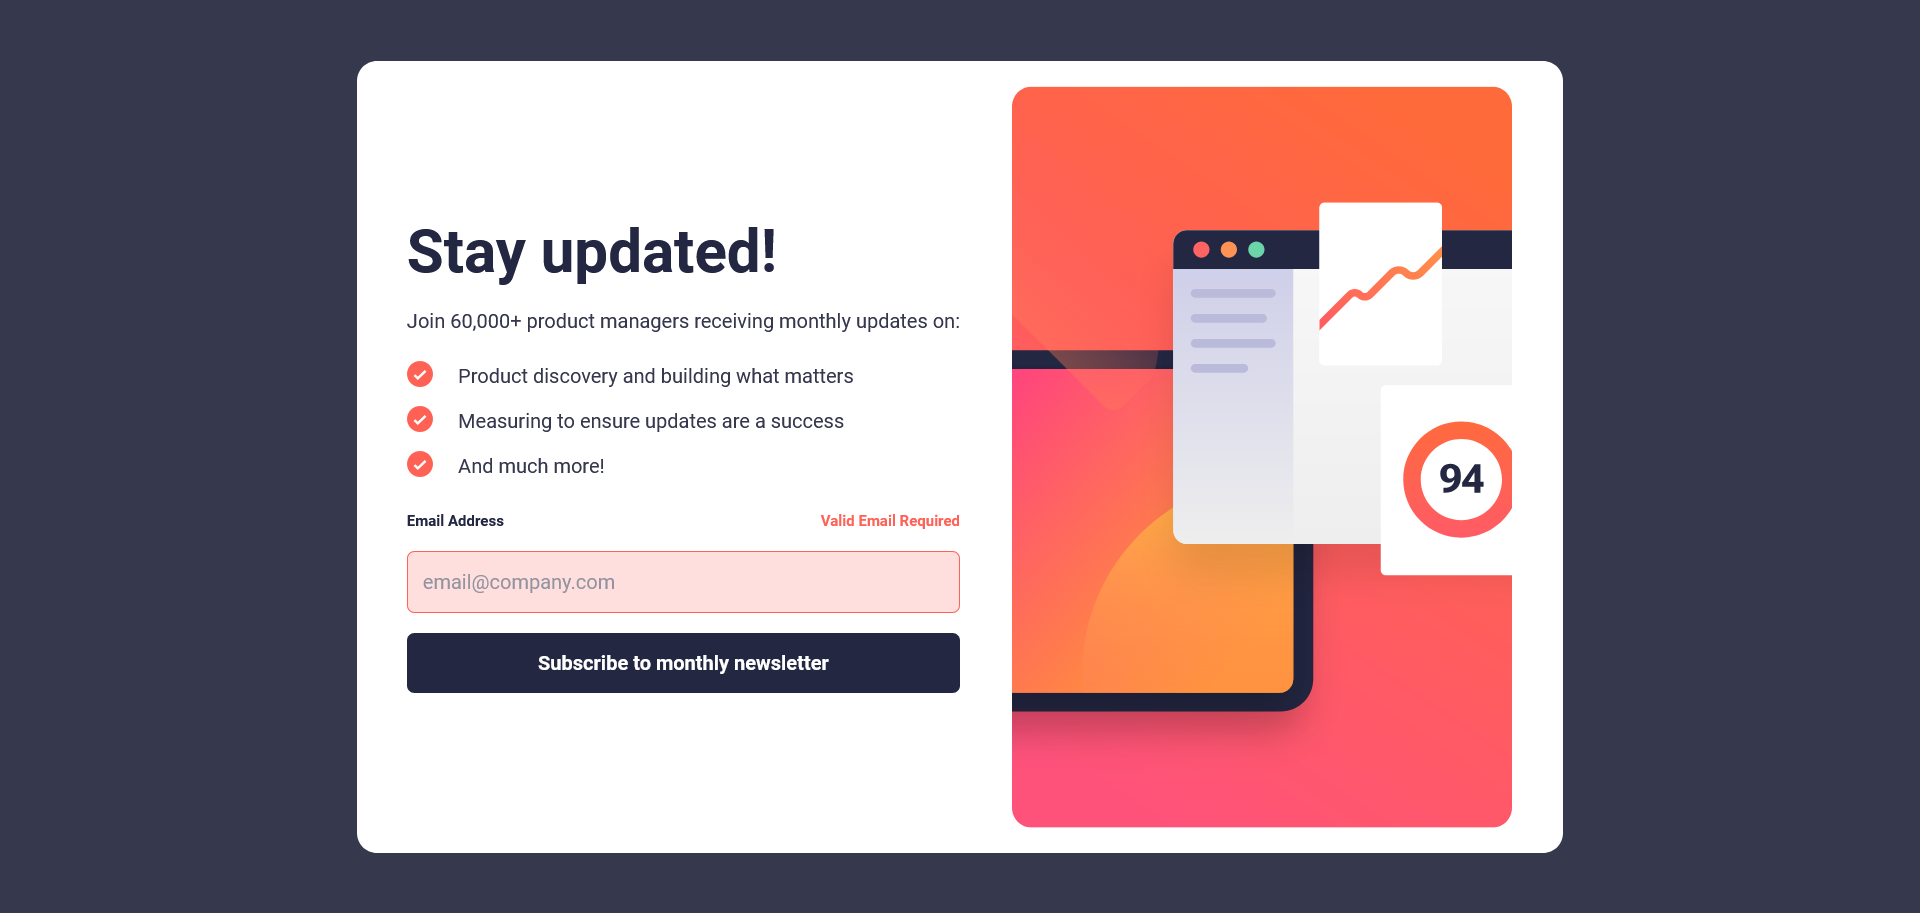 Stay updated!
Join 60,000+ product managers receiving monthly updates on:
Product discovery and building what matters
Measuring to ensure updates are a success
And much more!
Email Address
Valid Email Required
email@company.com
Subscribe to monthly newsletter
94